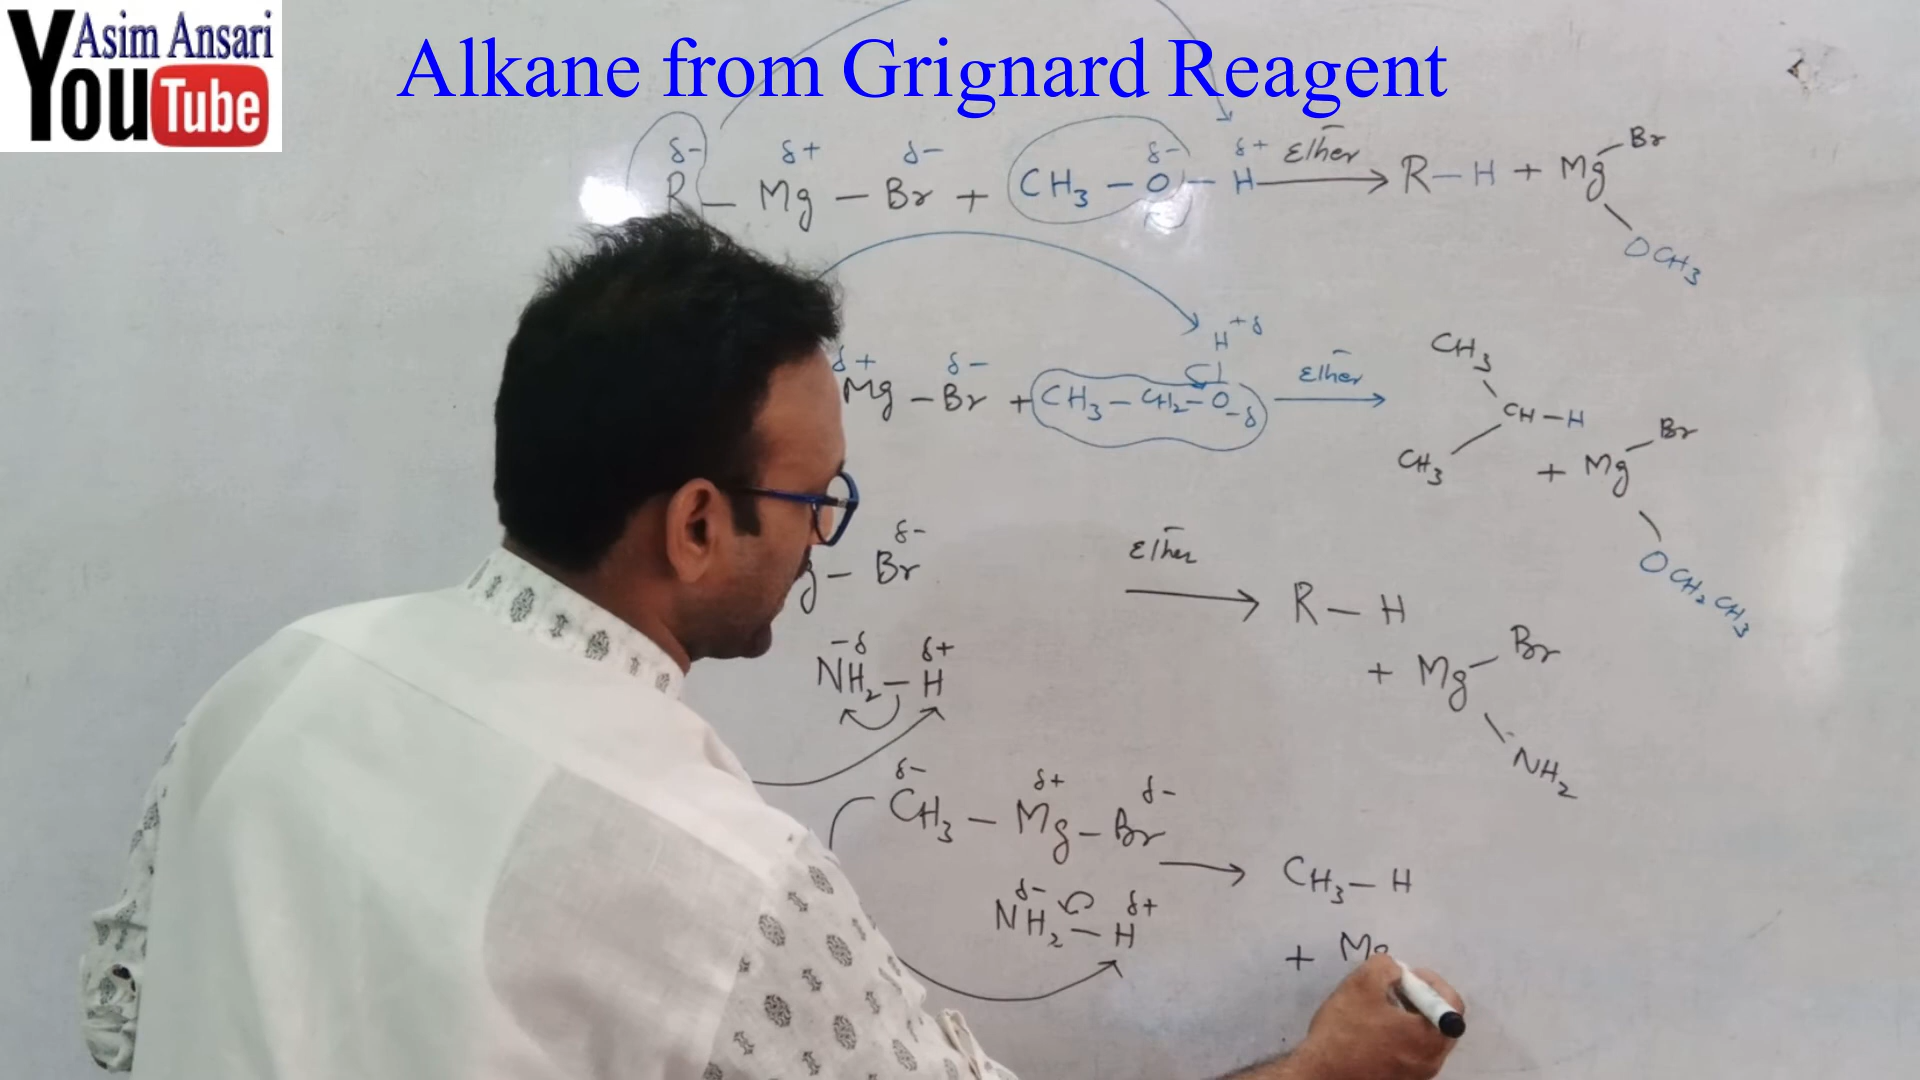 Asim Ansari
YouTube
Alkane from Grignard Reagent
δ- δ+ δ- δ- δ+
R — Mg — Br + CH₃ — O — H Ether → R — H + Mg — Br
OCH₃
H +δ
δ+ δ-
Mg — Br + CH₃ — CH₂ — O -δ Ether → CH₃
CH — H
CH₃
+ Mg — Br
OCH₂CH₃
δ-
g — Br Ether → R — H
+ Mg — Br
NH₂
-δ δ+
NH₂ — H
δ- δ+ δ-
CH₃ — Mg — Br → CH₃ — H
δ- δ+
NH₂ — H
+ Mg